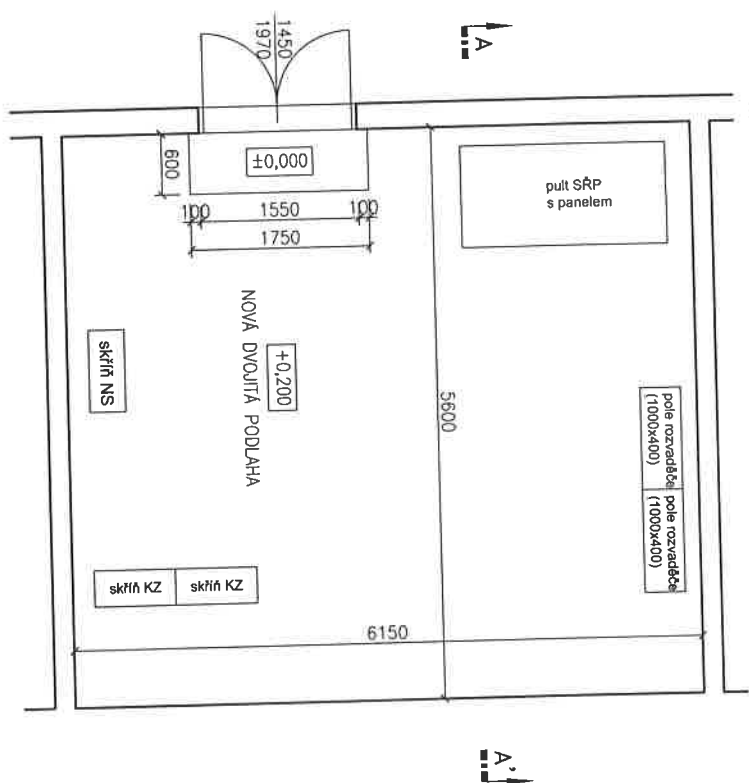 A
1450
1970
600
±0,000
100
1550
100
1750
pult SŘP
s panelem
NOVÁ DVOJITÁ PODLAHA
+0,200
skříň NS
5600
pole rozvaděče
(1000x400)
pole rozvaděče
(1000x400)
skříň KZ
skříň KZ
6150
A'